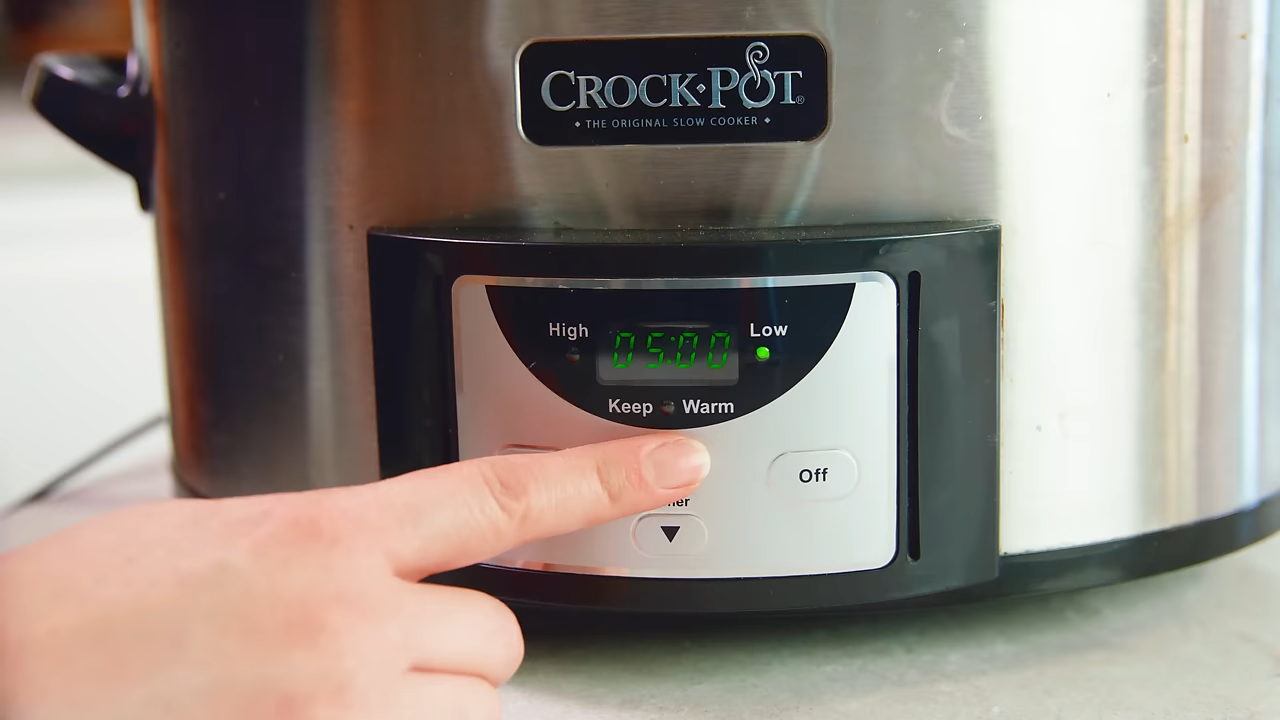 CROCK·POT®
◆ THE ORIGINAL SLOW COOKER ◆
High 05:00 Low
Keep Warm
Off